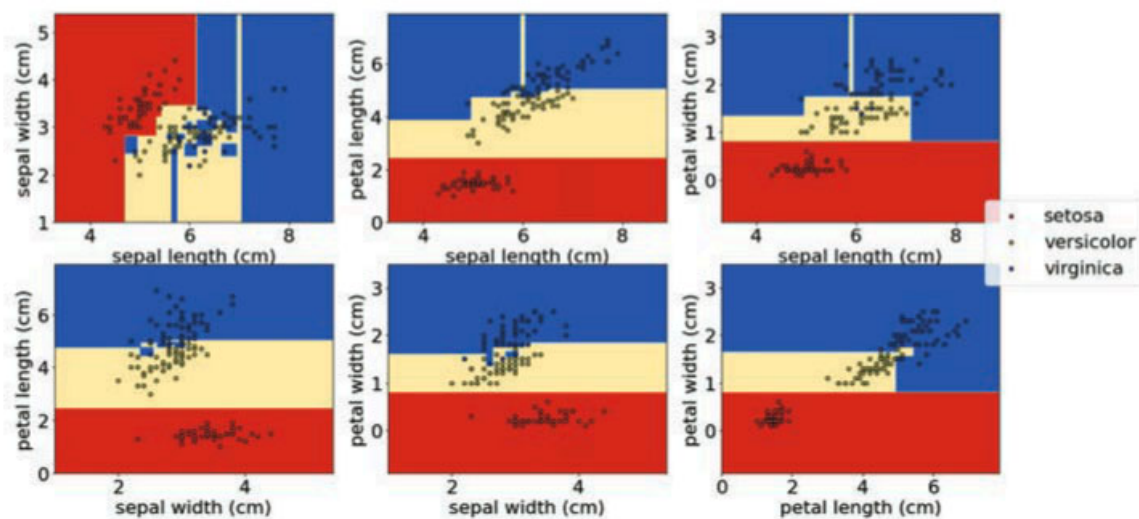 sepal width (cm)
5
4
3
2
1
4 6 8
sepal length (cm)
petal length (cm)
6
4
2
0
4 6 8
sepal length (cm)
petal width (cm)
3
2
1
0
4 6 8
sepal length (cm)
setosa
versicolor
virginica
petal length (cm)
6
4
2
0
2 4
sepal width (cm)
petal width (cm)
3
2
1
0
2 4
sepal width (cm)
petal width (cm)
3
2
1
0
0 2 4 6
petal length (cm)